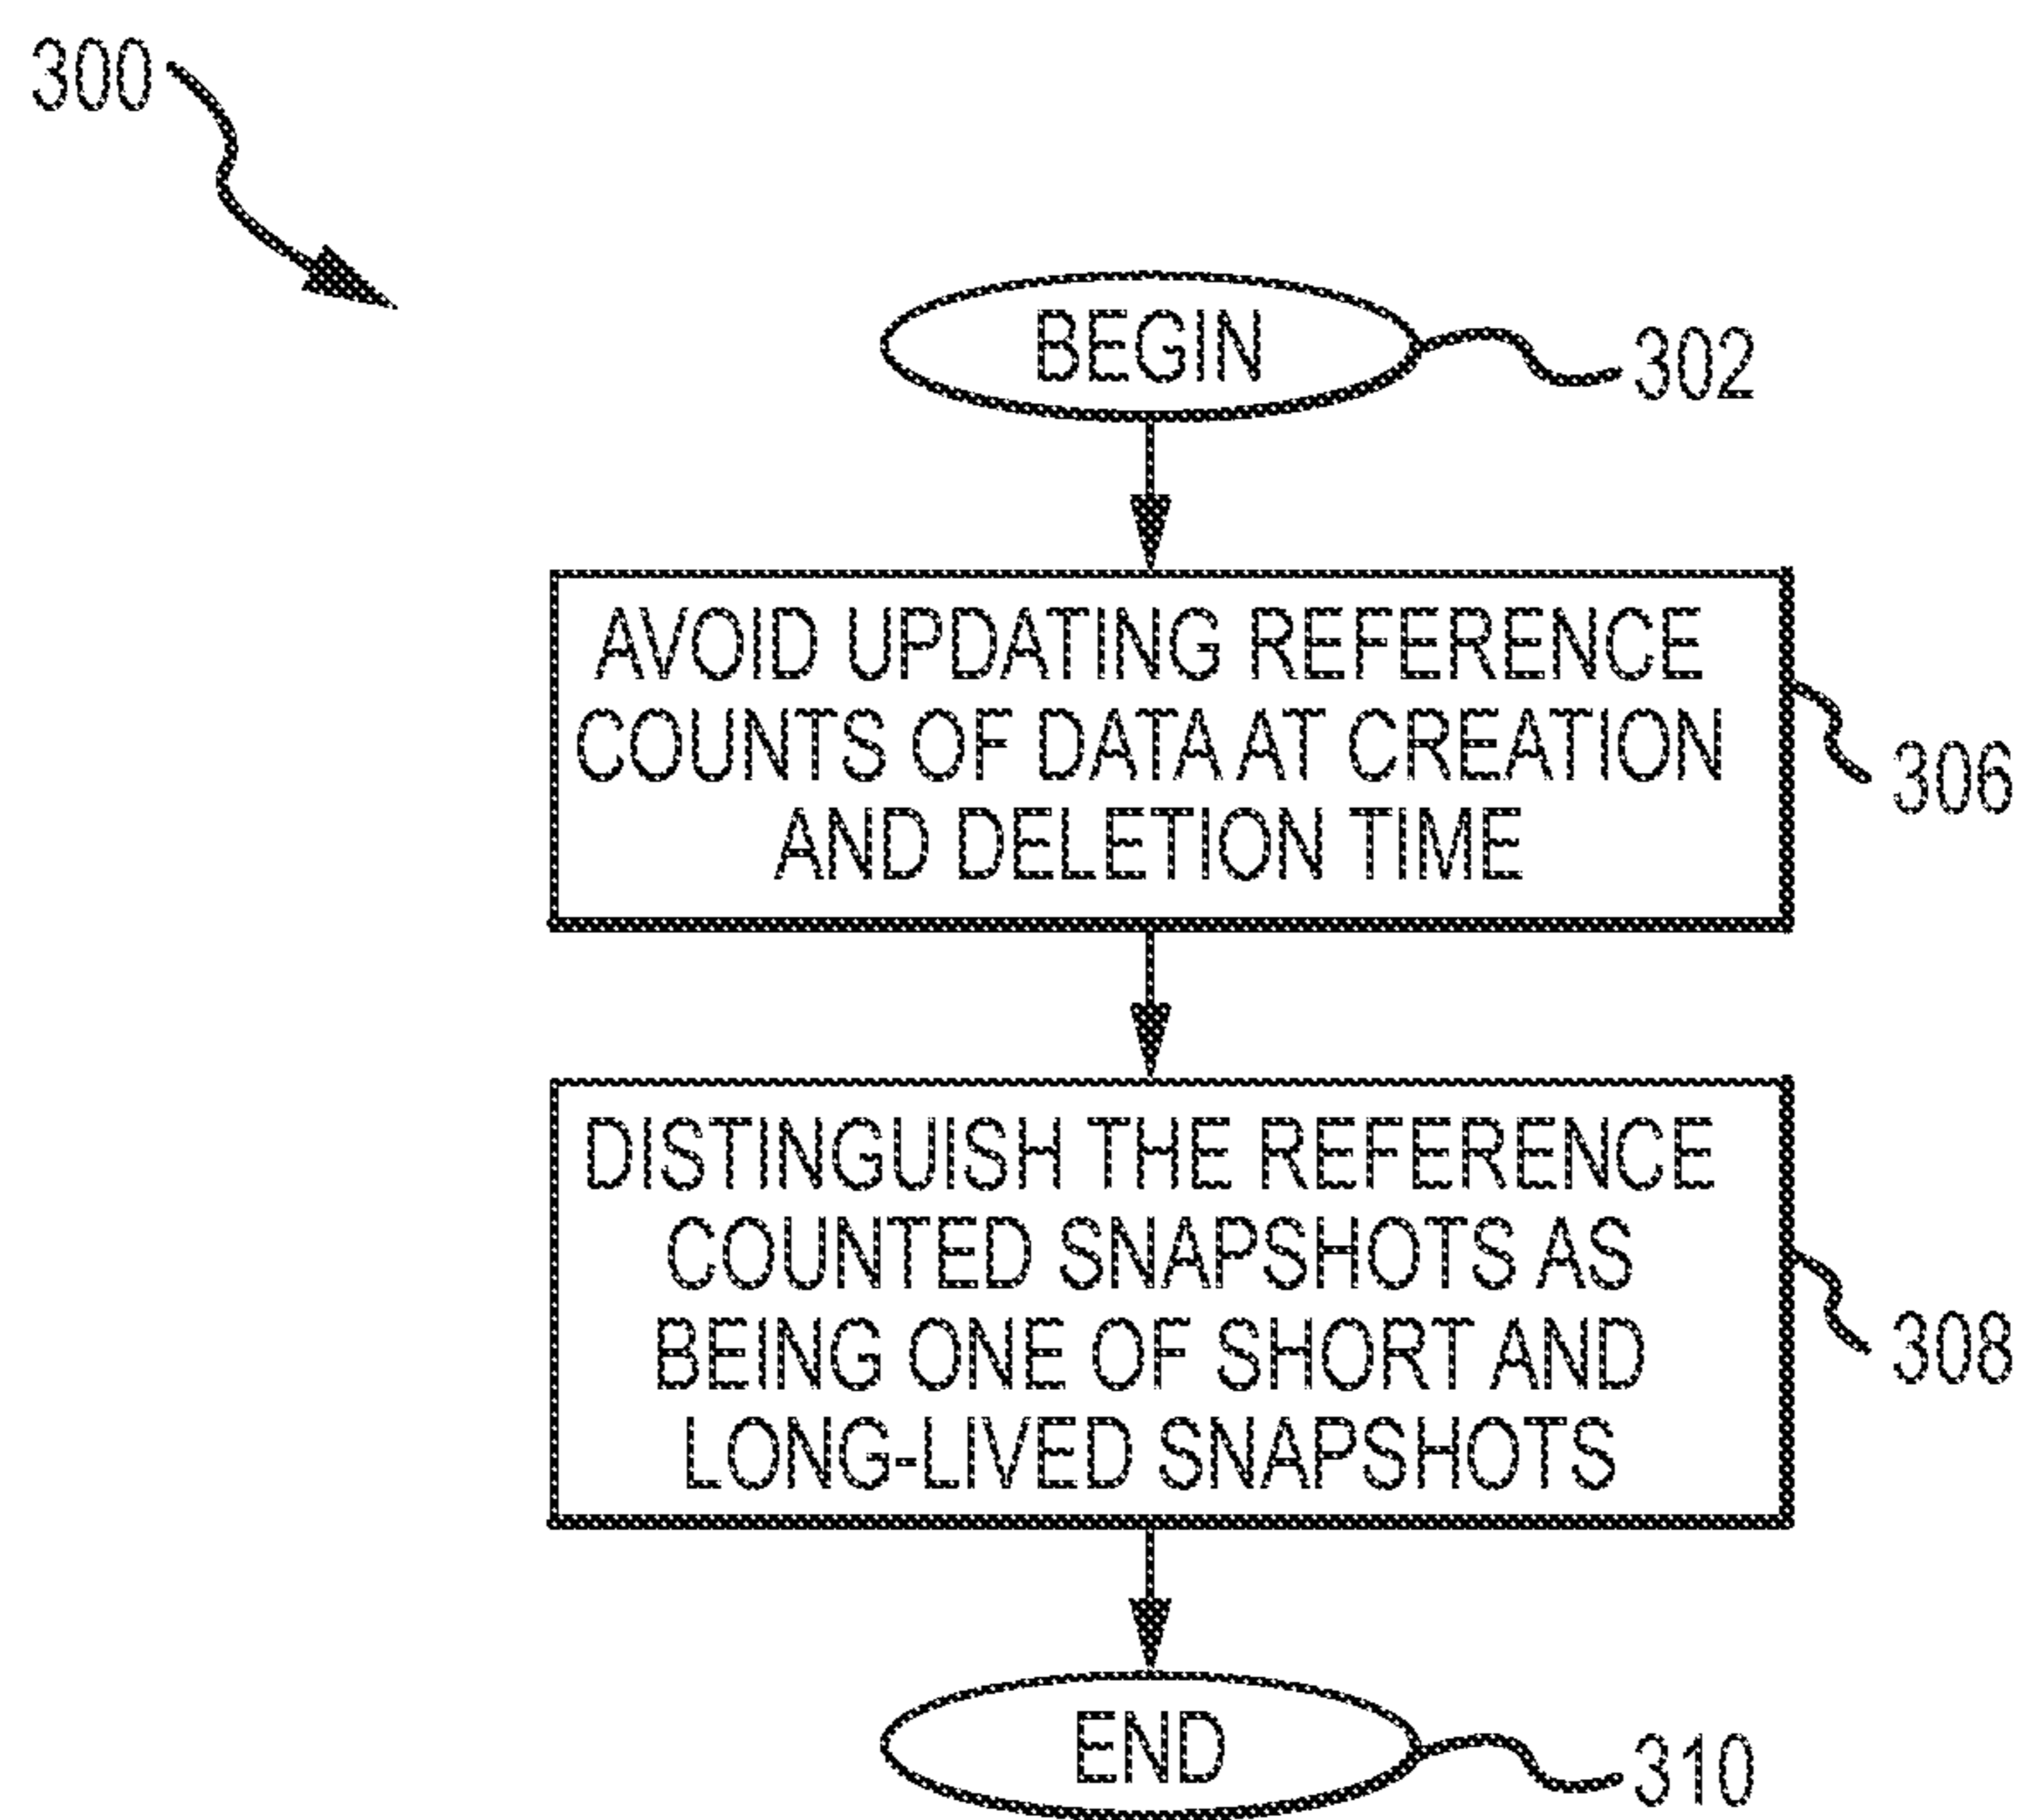 300
BEGIN
302
AVOID UPDATING REFERENCE
COUNTS OF DATA AT CREATION
AND DELETION TIME
306
DISTINGUISH THE REFERENCE
COUNTED SNAPSHOTS AS
BEING ONE OF SHORT AND
LONG-LIVED SNAPSHOTS
308
END
310